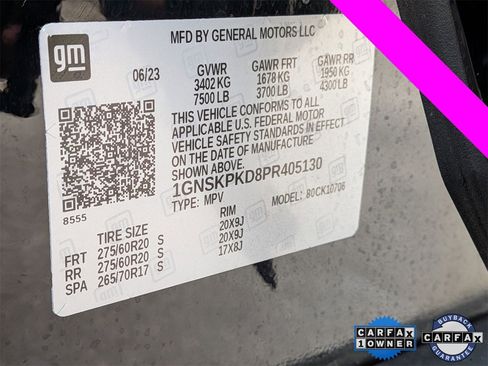 gm
MFD BY GENERAL MOTORS LLC
06/23 GVWR GAWR FRT GAWR RR
3402 KG 1678 KG 1950 KG
7500 LB 3700 LB 4300 LB
THIS VEHICLE CONFORMS TO ALL
APPLICABLE U.S. FEDERAL MOTOR
VEHICLE SAFETY STANDARDS IN EFFECT
ON THE DATE OF MANUFACTURE
SHOWN ABOVE.
1GNSKPKD8PR405130
TYPE: MPV MODEL: 80CK10706
8555
TIRE SIZE RIM
FRT 275/60R20 S 20X9J
RR 275/60R20 S 20X9J
SPA 265/70R17 S 17X8J
CARFAX
1 OWNER
BUYBACK
CARFAX
GUARANTEE